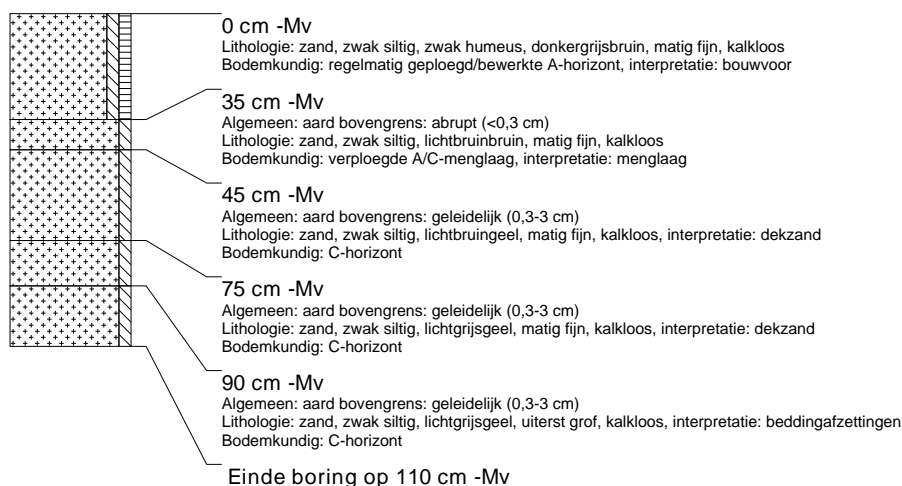 0 cm -Mv
Lithologie: zand, zwak siltig, zwak humeus, donkergrijsbruin, matig fijn, kalkloos
Bodemkundig: regelmatig geploegd/bewerkte A-horizont, interpretatie: bouwvoor
35 cm -Mv
Algemeen: aard bovengrens: abrupt (<0,3 cm)
Lithologie: zand, zwak siltig, lichtbruinbruin, matig fijn, kalkloos
Bodemkundig: verploegde A/C-menglaag, interpretatie: menglaag
45 cm -Mv
Algemeen: aard bovengrens: geleidelijk (0,3-3 cm)
Lithologie: zand, zwak siltig, lichtbruingeel, matig fijn, kalkloos, interpretatie: dekzand
Bodemkundig: C-horizont
75 cm -Mv
Algemeen: aard bovengrens: geleidelijk (0,3-3 cm)
Lithologie: zand, zwak siltig, lichtgrijsgeel, matig fijn, kalkloos, interpretatie: dekzand
Bodemkundig: C-horizont
90 cm -Mv
Algemeen: aard bovengrens: geleidelijk (0,3-3 cm)
Lithologie: zand, zwak siltig, lichtgrijsgeel, uiterst grof, kalkloos, interpretatie: beddingafzettingen
Bodemkundig: C-horizont
Einde boring op 110 cm -Mv